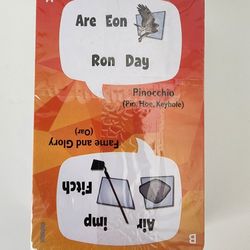 Are Eon
Ron Day
Pinocchio
(Pin, Hoe, Keyhole)
Fame and Glory
(Oar)
Air
imp
Fitch
B